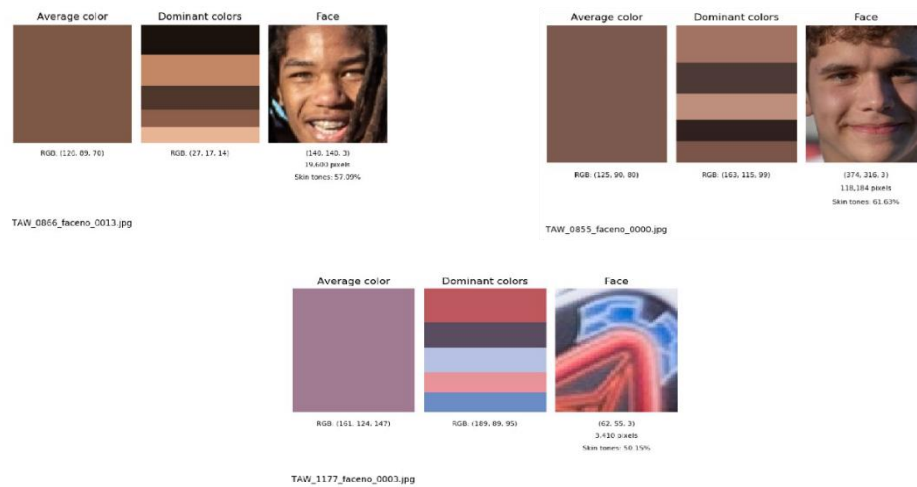 Average color Dominant colors Face
RGB: (120, 89, 70) RGB: (27, 17, 14) (140, 140, 3)
19,600 pixels
Skin tones: 57.09%
TAW_0866_faceno_0013.jpg
Average color Dominant colors Face
RGB: (125, 90, 80) RGB: (163, 115, 99) (374, 316, 3)
118,184 pixels
Skin tones: 61.63%
TAW_0855_faceno_0000.jpg
Average color Dominant colors Face
RGB: (161, 124, 147) RGB: (189, 89, 95) (62, 55, 3)
3,410 pixels
Skin tones: 50.15%
TAW_1177_faceno_0003.jpg